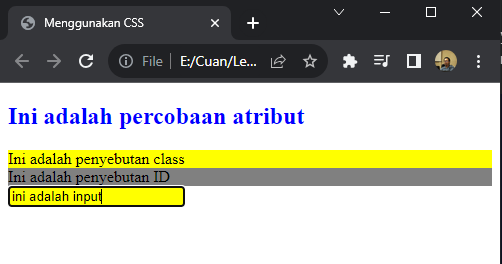 Menggunakan CSS
File
E:/Cuan/Le...
Ini adalah percobaan atribut
Ini adalah penyebutan class
Ini adalah penyebutan ID
ini adalah input